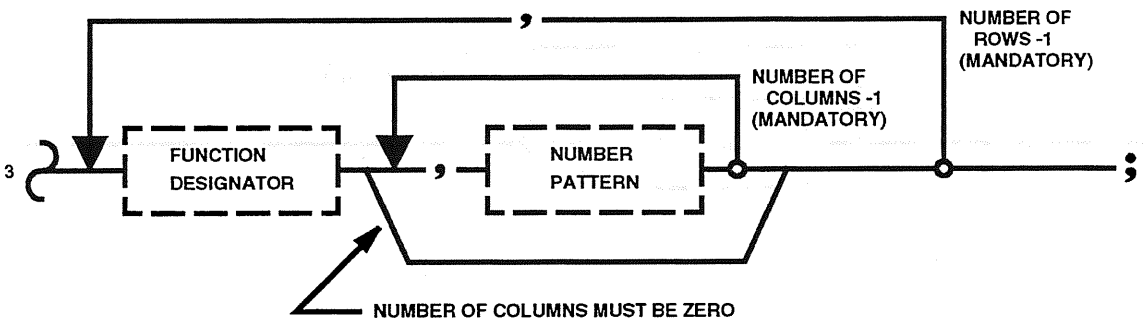 ,
NUMBER OF
ROWS -1
(MANDATORY)
NUMBER OF
COLUMNS -1
(MANDATORY)
3
FUNCTION
DESIGNATOR
,
NUMBER
PATTERN
;
NUMBER OF COLUMNS MUST BE ZERO